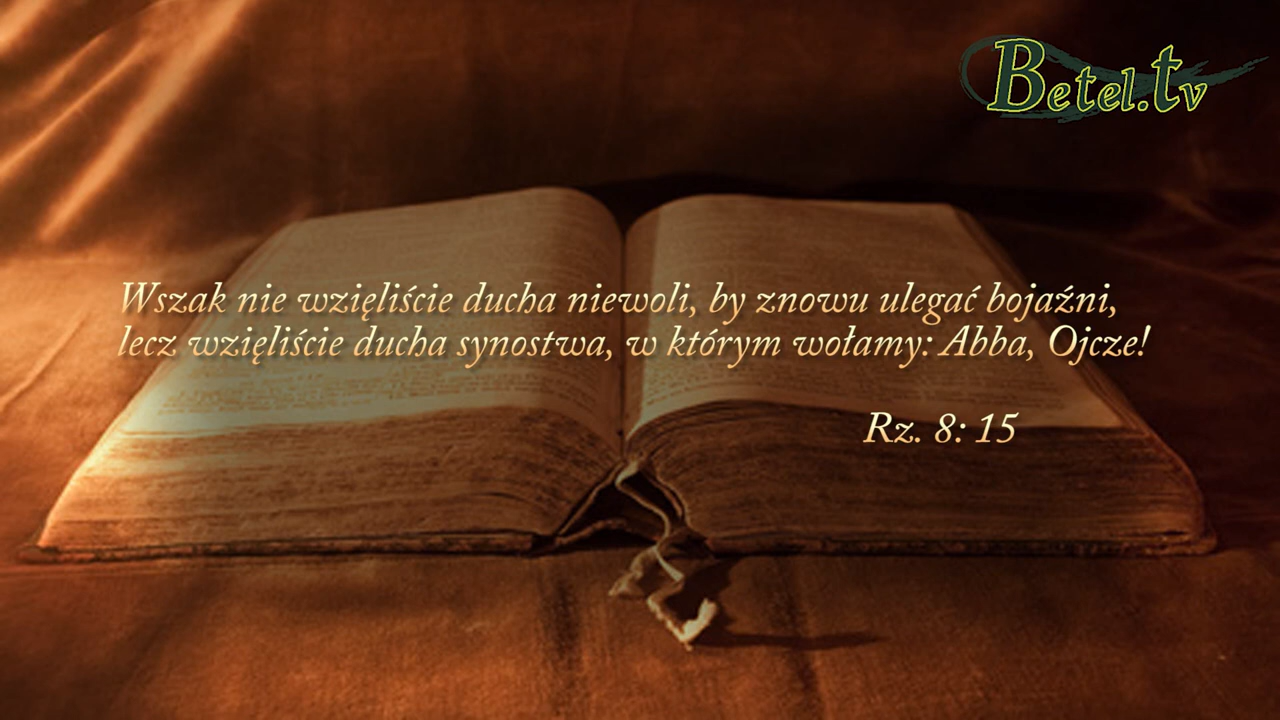 Betel.tv
Wszak nie wzięliście ducha niewoli, by znowu ulegać bojaźni,
lecz wzięliście ducha synostwa, w którym wołamy: Abba, Ojcze!
Rz. 8: 15